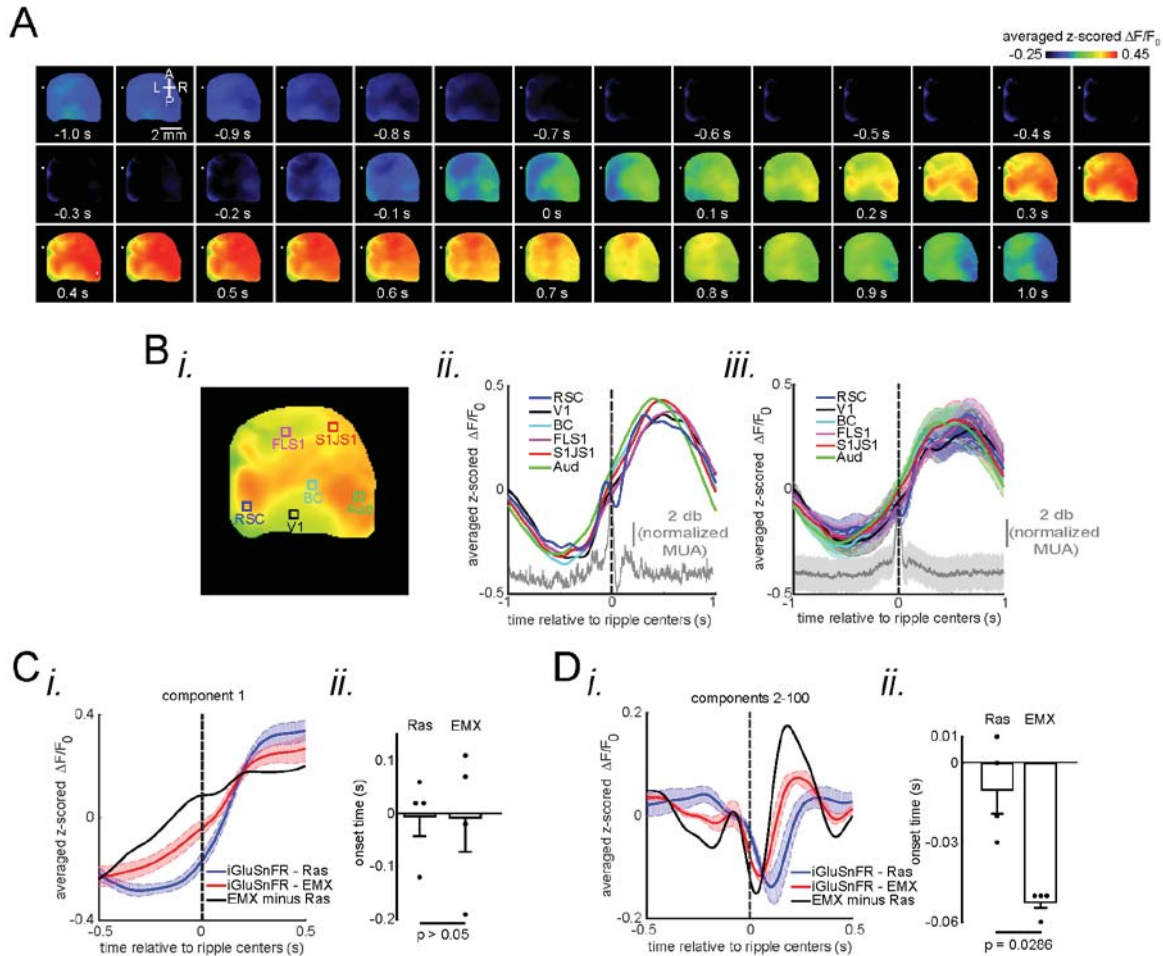 A
averaged z-scored ΔF/F0
-0.25 0.45
A
L R
P
2 mm
-1.0 s -0.9 s -0.8 s -0.7 s -0.6 s -0.5 s -0.4 s
-0.3 s -0.2 s -0.1 s 0 s 0.1 s 0.2 s 0.3 s
0.4 s 0.5 s 0.6 s 0.7 s 0.8 s 0.9 s 1.0 s
B i.
FLS1 S1JS1
BC
Aud
RSC
V1
ii.
averaged z-scored ΔF/F0
0.5
0
-0.5
RSC
V1
BC
FLS1
S1JS1
Aud
2 db
(normalized
MUA)
-1 0 1
time relative to ripple centers (s)
iii.
averaged z-scored ΔF/F0
0.5
0
-0.5
RSC
V1
BC
FLS1
S1JS1
Aud
2 db
(normalized
MUA)
-1 0 1
time relative to ripple centers (s)
C i.
component 1
averaged z-scored ΔF/F0
0.4
0
-0.4
iGluSnFR - Ras
iGluSnFR - EMX
EMX minus Ras
-0.5 0 0.5
time relative to ripple centers (s)
ii.
Ras EMX
onset time (s)
0.1
0
-0.1
-0.2
p > 0.05
D i.
components 2-100
averaged z-scored ΔF/F0
0.2
0
-0.2
iGluSnFR - Ras
iGluSnFR - EMX
EMX minus Ras
-0.5 0 0.5
time relative to ripple centers (s)
ii.
Ras EMX
onset time (s)
0.01
0
-0.03
-0.06
p = 0.0286